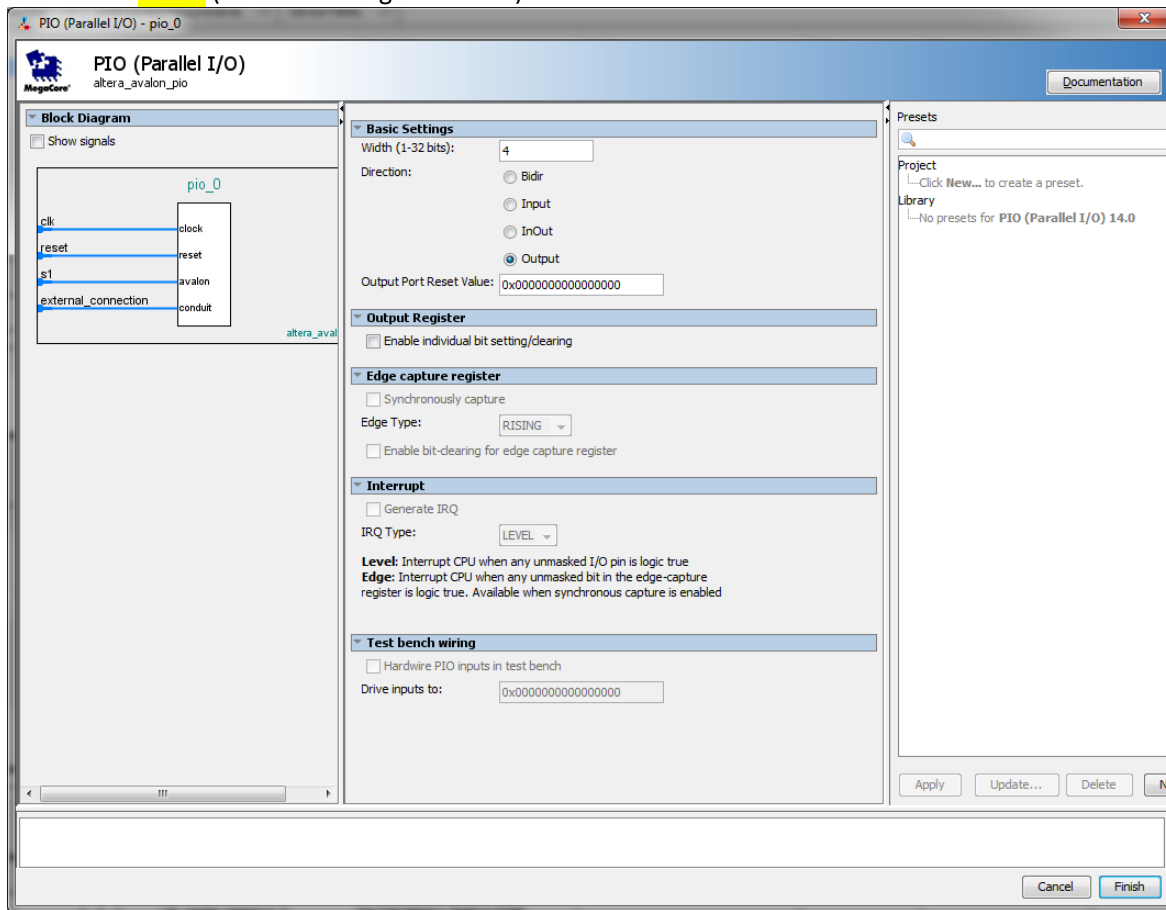 PIO (Parallel I/O) - pio_0
PIO (Parallel I/O)
altera_avalon_pio
MegaCore®
Documentation
Block Diagram
Show signals
pio_0
clk
clock
reset
reset
s1
avalon
external_connection
conduit
altera_aval
Basic Settings
Width (1-32 bits):
4
Direction:
Bidir
Input
InOut
Output
Output Port Reset Value:
0x0000000000000000
Output Register
Enable individual bit setting/clearing
Edge capture register
Synchronously capture
Edge Type:
RISING
Enable bit-clearing for edge capture register
Interrupt
Generate IRQ
IRQ Type:
LEVEL
Level: Interrupt CPU when any unmasked I/O pin is logic true
Edge: Interrupt CPU when any unmasked bit in the edge-capture
register is logic true. Available when synchronous capture is enabled
Test bench wiring
Hardwire PIO inputs in test bench
Drive inputs to:
0x0000000000000000
Presets
Project
Click New... to create a preset.
Library
No presets for PIO (Parallel I/O) 14.0
Apply
Update...
Delete
N
Cancel
Finish